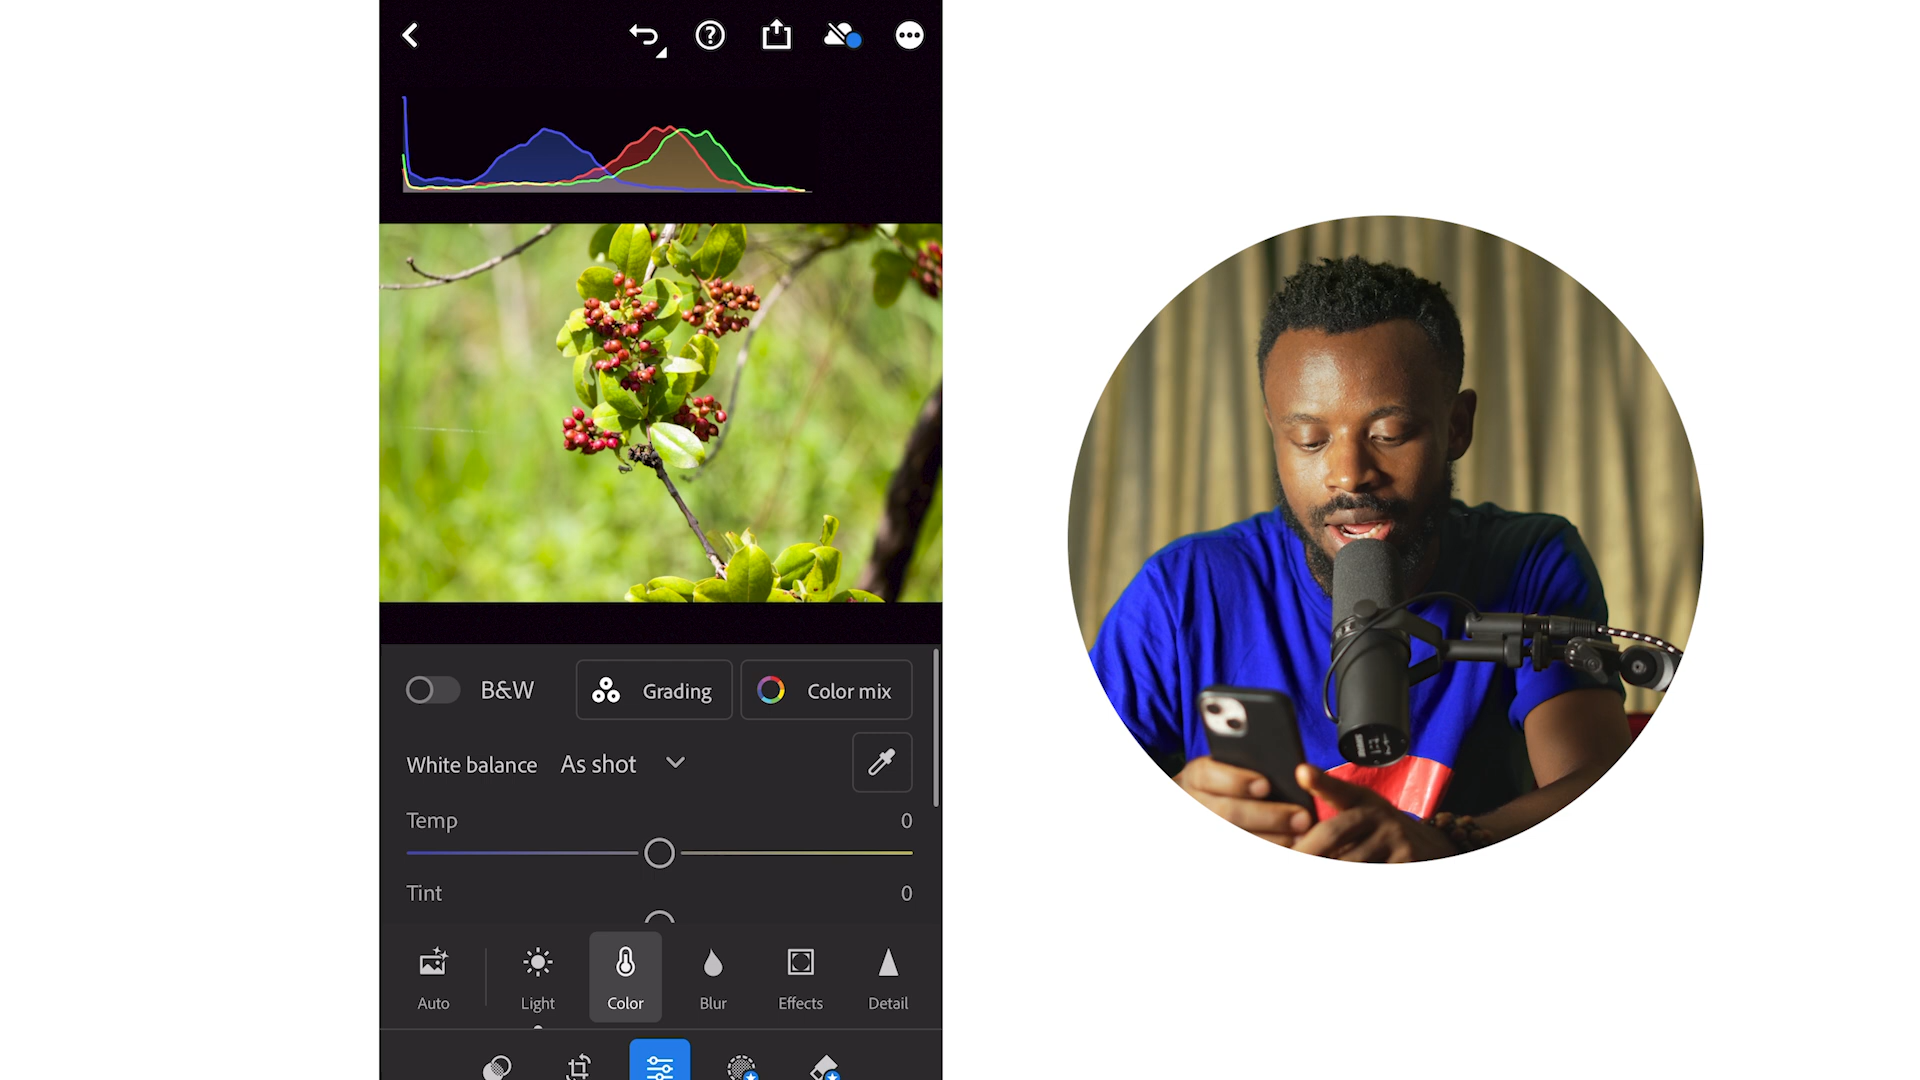 B&W
Grading
Color mix
White balance
As shot
Temp
0
Tint
0
Auto
Light
Color
Blur
Effects
Detail